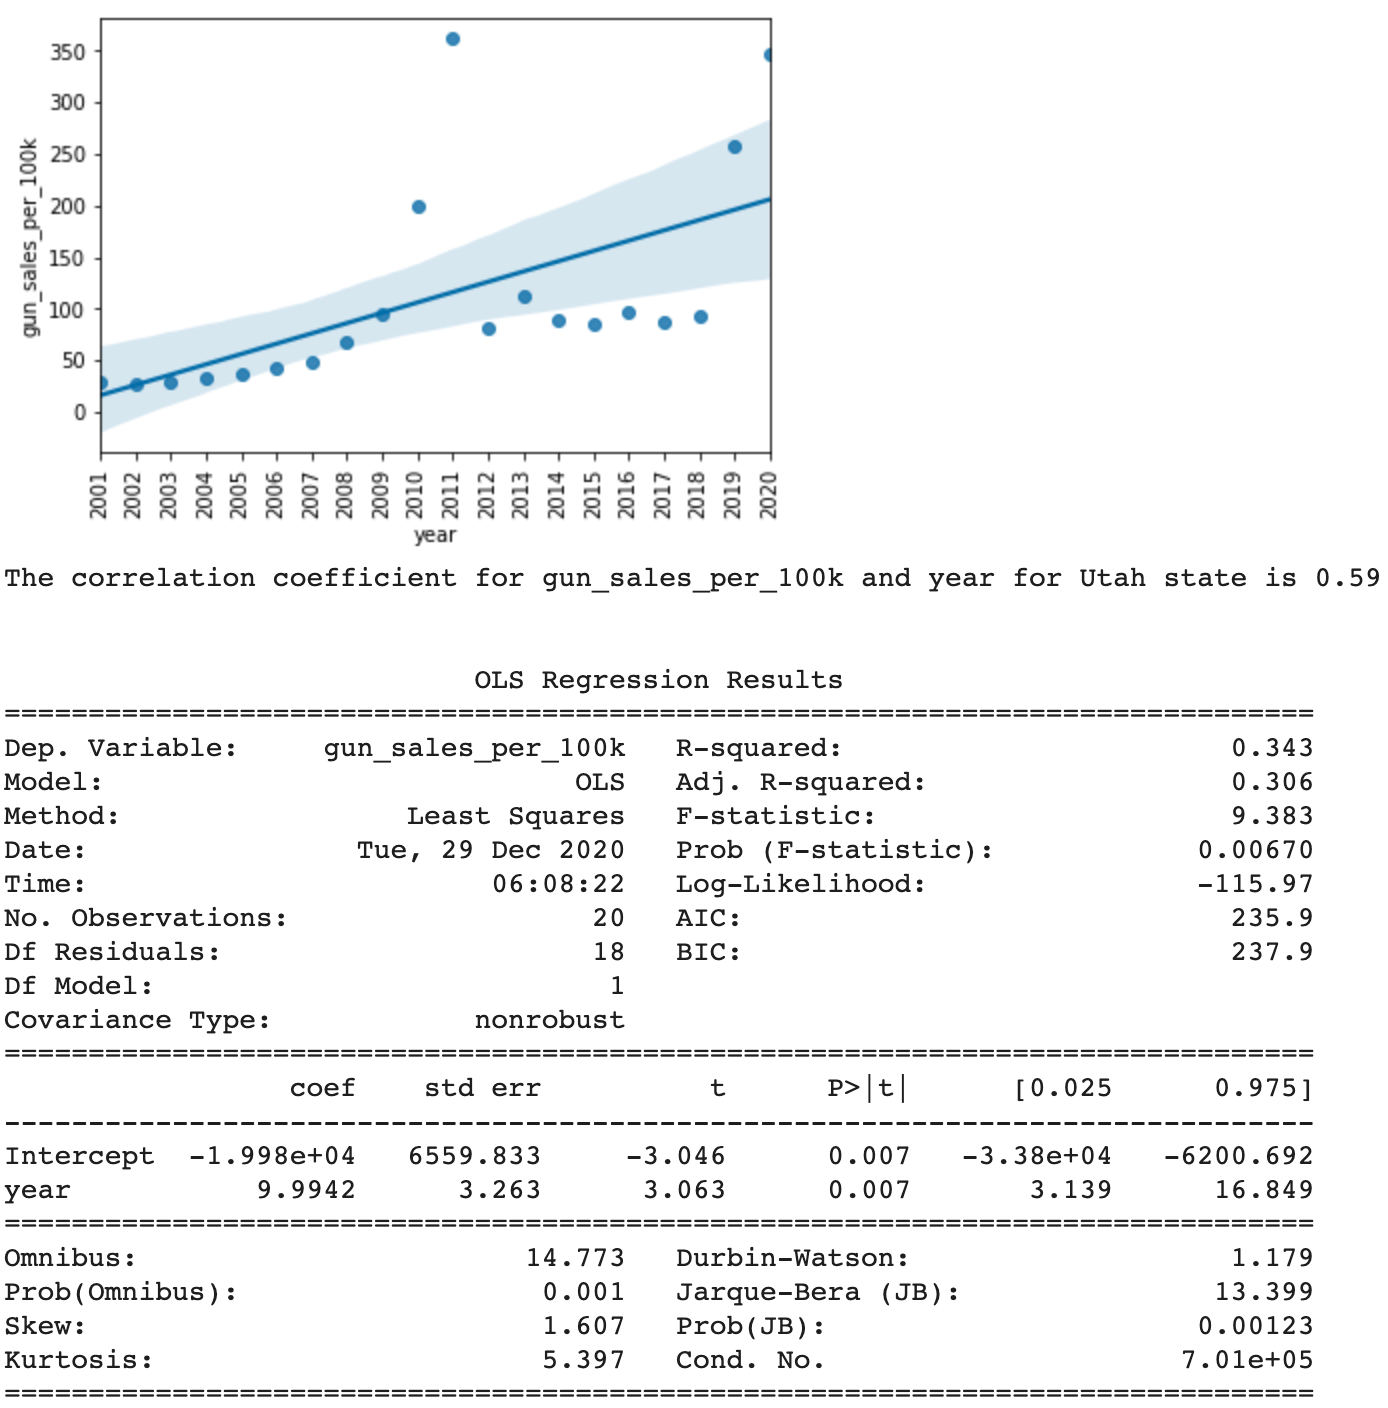 350
300
250
200
150
100
50
0
gun_sales_per_100k
2001 2002 2003 2004 2005 2006 2007 2008 2009 2010 2011 2012 2013 2014 2015 2016 2017 2018 2019 2020
year
The correlation coefficient for gun_sales_per_100k and year for Utah state is 0.59
OLS Regression Results
==============================================================================
Dep. Variable: gun_sales_per_100k R-squared: 0.343
Model: OLS Adj. R-squared: 0.306
Method: Least Squares F-statistic: 9.383
Date: Tue, 29 Dec 2020 Prob (F-statistic): 0.00670
Time: 06:08:22 Log-Likelihood: -115.97
No. Observations: 20 AIC: 235.9
Df Residuals: 18 BIC: 237.9
Df Model: 1
Covariance Type: nonrobust
==============================================================================
coef std err t P>|t| [0.025 0.975]
------------------------------------------------------------------------------
Intercept -1.998e+04 6559.833 -3.046 0.007 -3.38e+04 -6200.692
year 9.9942 3.263 3.063 0.007 3.139 16.849
==============================================================================
Omnibus: 14.773 Durbin-Watson: 1.179
Prob(Omnibus): 0.001 Jarque-Bera (JB): 13.399
Skew: 1.607 Prob(JB): 0.00123
Kurtosis: 5.397 Cond. No. 7.01e+05
==============================================================================